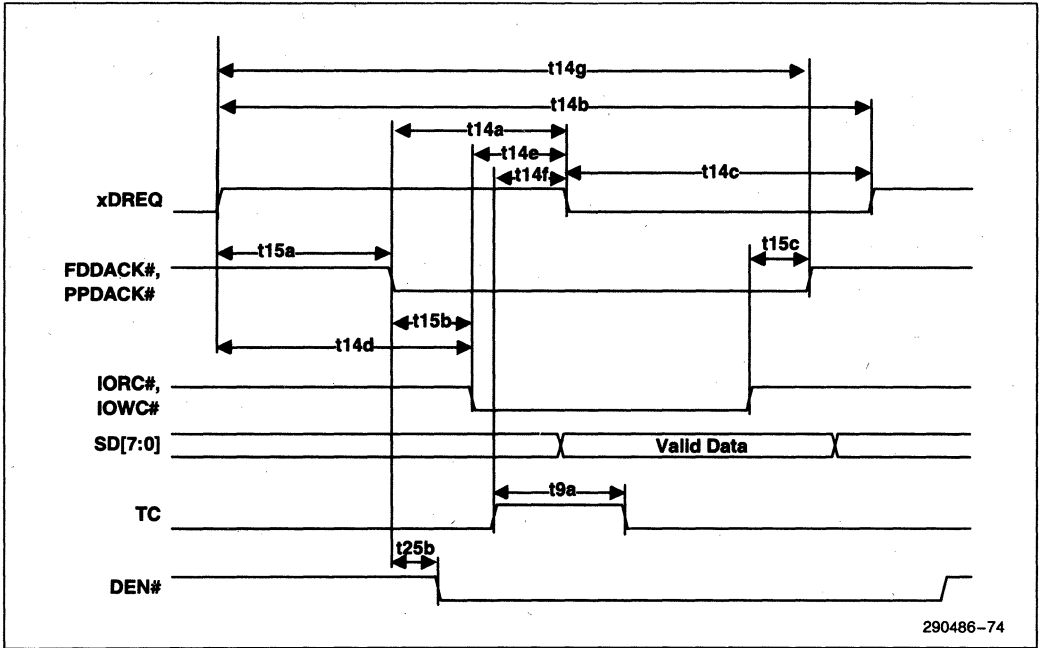 t14g
t14b
t14a
t14e
t14f
t14c
xDREQ
t15a
t15c
FDDACK#,
PPDACK#
t15b
t14d
IORC#,
IOWC#
SD[7:0]
Valid Data
t9a
TC
t25b
DEN#
290486-74